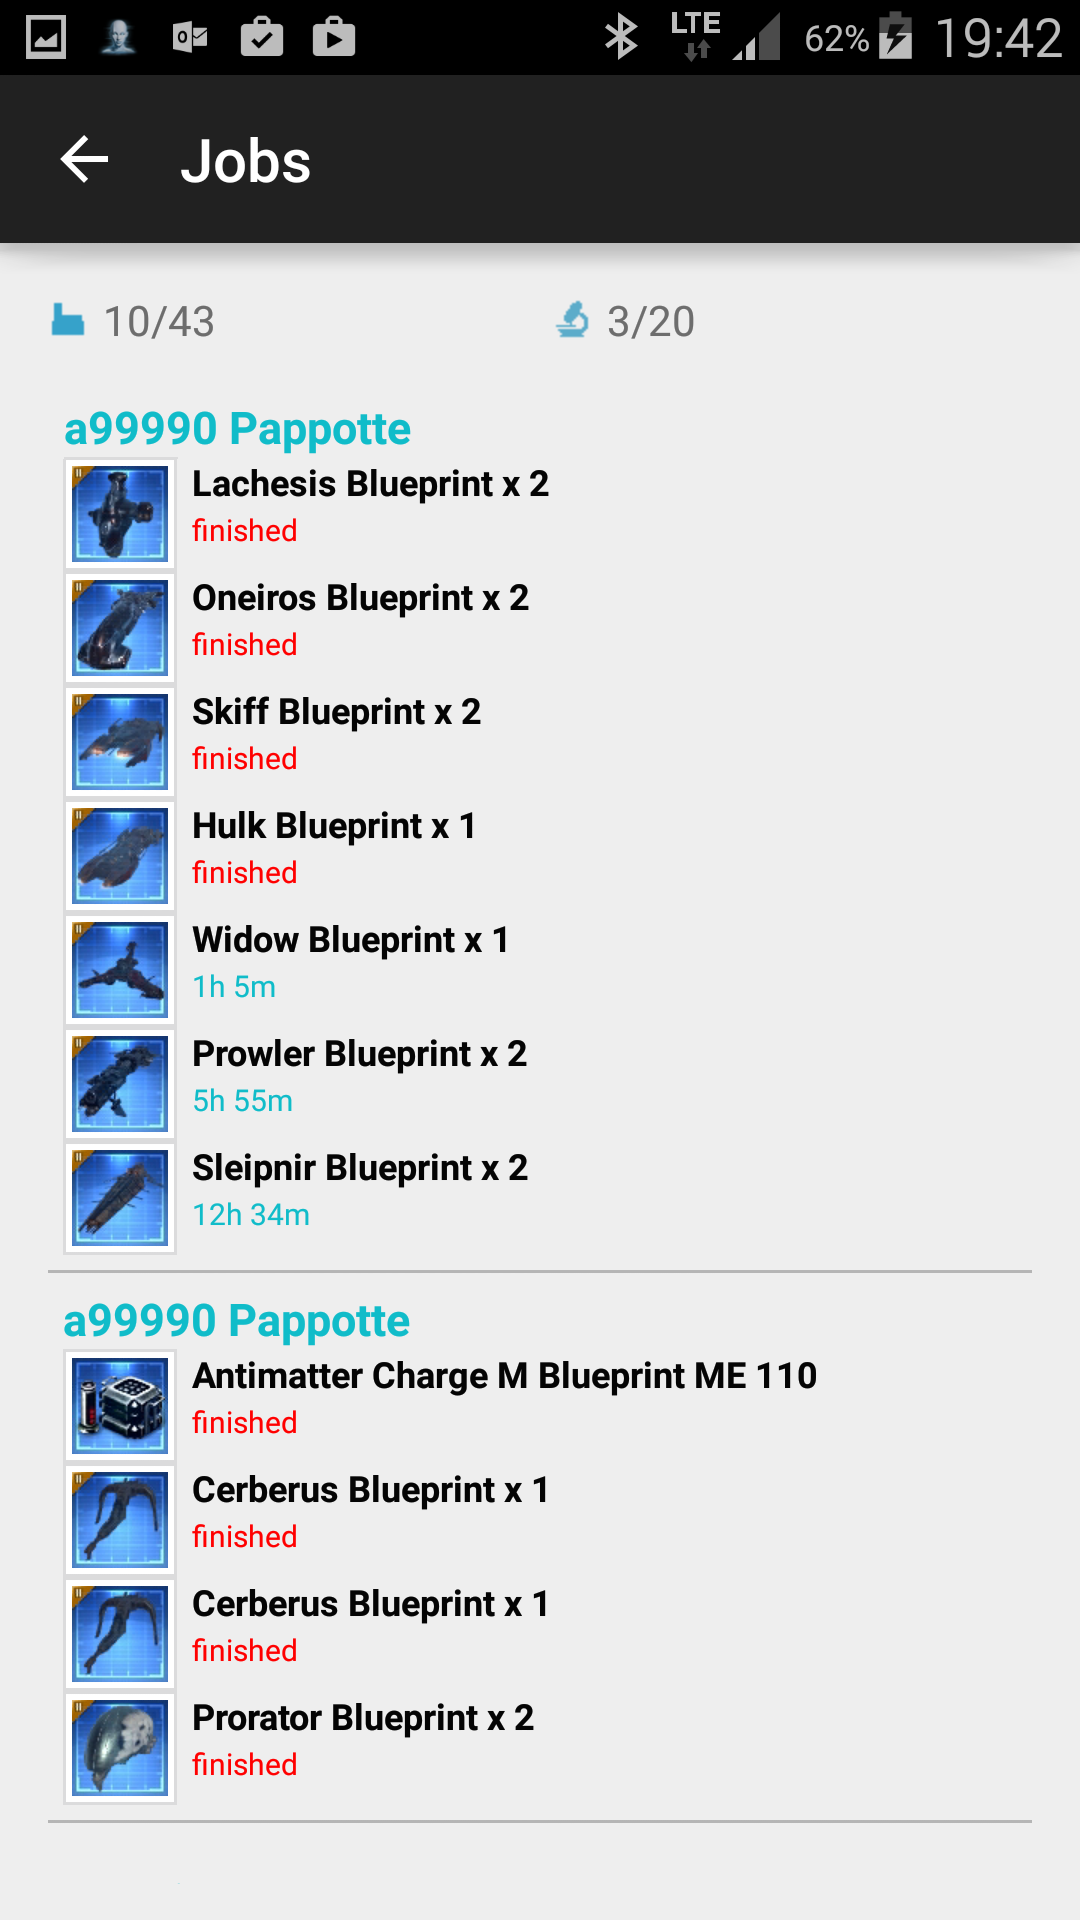 LTE 62% 19:42
Jobs
10/43 3/20
a99990 Pappotte
Lachesis Blueprint x 2
finished
Oneiros Blueprint x 2
finished
Skiff Blueprint x 2
finished
Hulk Blueprint x 1
finished
Widow Blueprint x 1
1h 5m
Prowler Blueprint x 2
5h 55m
Sleipnir Blueprint x 2
12h 34m
a99990 Pappotte
Antimatter Charge M Blueprint ME 110
finished
Cerberus Blueprint x 1
finished
Cerberus Blueprint x 1
finished
Prorator Blueprint x 2
finished